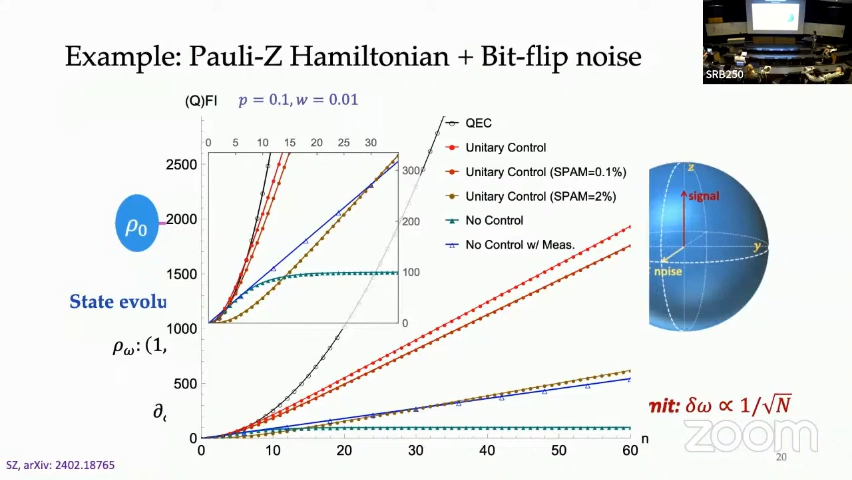 Example: Pauli-Z Hamiltonian + Bit-flip noise
SRB250
(Q)FI p = 0.1, w = 0.01
0 5 10 15 20 25 30
300
200
100
0
2500
2000
1500
1000
500
0
0 10 20 30 40 50 60 n
QEC
Unitary Control
Unitary Control (SPAM=0.1%)
Unitary Control (SPAM=2%)
No Control
No Control w/ Meas.
ρ₀
z
signal
y
noise
State evolu
ρ_ω: (1,
∂
mit: δω ∝ 1/√N
zoom
20
SZ, arXiv: 2402.18765